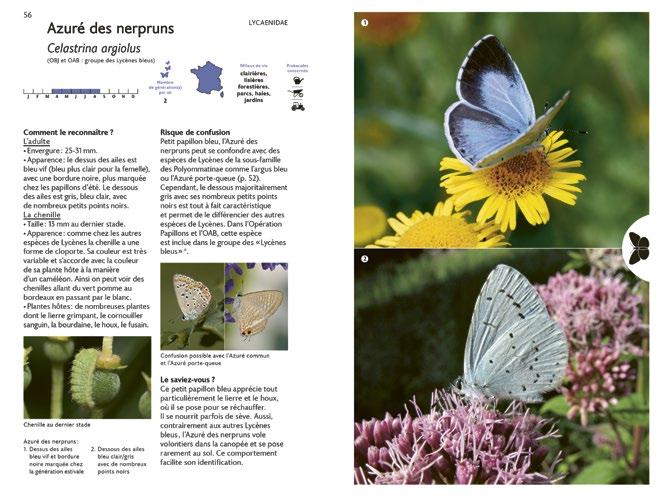 56
Azuré des nerpruns
LYCAENIDAE
Celastrina argiolus
(OBJ et OAB : groupe des Lycènes bleus)
J F M A M J J A S O N D
Nombre
de génération(s)
par an
2
Milieux de vie
clairières,
lisières
forestières,
parcs, haies,
jardins
Protocoles
concernés
Comment le reconnaître ?
L'adulte
• Envergure : 25-31 mm.
• Apparence : le dessus des ailes est
bleu vif (bleu plus clair pour la femelle),
avec une bordure noire, plus marquée
chez les papillons d'été. Le dessous
des ailes est gris, bleu clair, avec
de nombreux petits points noirs.
La chenille
• Taille : 13 mm au dernier stade.
• Apparence : comme chez les autres
espèces de Lycènes la chenille a une
forme de cloporte. Sa couleur est très
variable et s'accorde avec la couleur
de sa plante hôte à la manière
d'un caméléon. Ainsi on peut voir des
chenilles allant du vert pomme au
bordeaux en passant par le blanc.
• Plantes hôtes : de nombreuses plantes
dont le lierre grimpant, le cornouiller
sanguin, la bourdaine, le houx, le fusain.
Chenille au dernier stade
Azuré des nerpruns :
1. Dessus des ailes
bleu vif et bordure
noire marquée chez
la génération estivale
2. Dessous des ailes
bleu clair/gris
avec de nombreux
points noirs
Risque de confusion
Petit papillon bleu, l'Azuré des
nerpruns peut se confondre avec des
espèces de Lycènes de la sous-famille
des Polyommatinae comme l'argus bleu
ou l'Azuré porte-queue (p. 52).
Cependant, le dessous majoritairement
gris avec ses nombreux petits points
noirs est tout à fait caractéristique
et permet de le différencier des autres
espèces de Lycènes. Dans l'Opération
Papillons et l'OAB, cette espèce
est inclue dans le groupe des « Lycènes
bleus »*.
Confusion possible avec l'Azuré commun
et l'Azuré porte-queue
Le saviez-vous ?
Ce petit papillon bleu apprécie tout
particulièrement le lierre et le houx,
où il se pose pour se réchauffer.
Il se nourrit parfois de sève. Aussi,
contrairement aux autres Lycènes
bleus, l'Azuré des nerpruns vole
volontiers dans la canopée et se pose
rarement au sol. Ce comportement
facilite son identification.
1
2